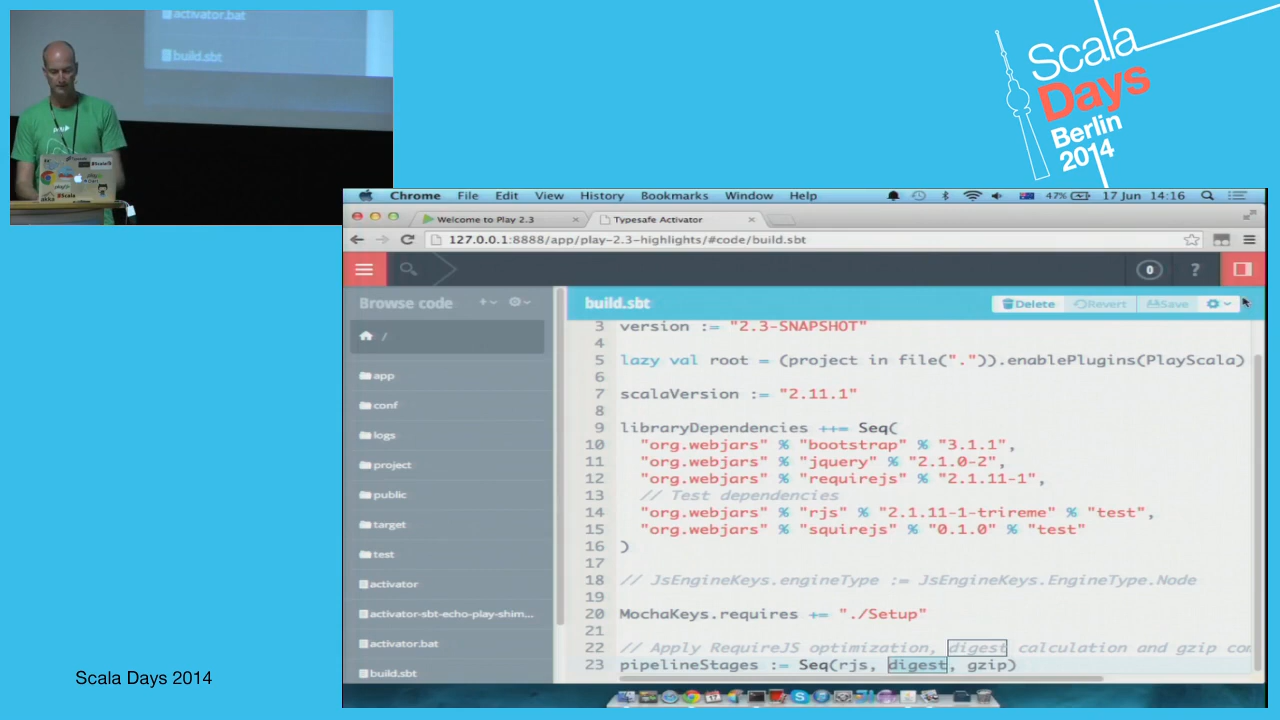 activator.bat
build.sbt
Scala
Days
Berlin
2014
Chrome File Edit View History Bookmarks Window Help 47% 17 Jun 14:16
Welcome to Play 2.3 Typesafe Activator
127.0.0.1:8888/app/play-2.3-highlights/#code/build.sbt
0 ?
Browse code
build.sbt Delete Revert Save
/
app
conf
logs
project
public
target
test
activator
activator-sbt-echo-play-shim...
activator.bat
build.sbt
3 version := "2.3-SNAPSHOT"
4
5 lazy val root = (project in file(".")).enablePlugins(PlayScala)
6
7 scalaVersion := "2.11.1"
8
9 libraryDependencies ++= Seq(
10 "org.webjars" % "bootstrap" % "3.1.1",
11 "org.webjars" % "jquery" % "2.1.0-2",
12 "org.webjars" % "requirejs" % "2.1.11-1",
13 // Test dependencies
14 "org.webjars" % "rjs" % "2.1.11-1-trireme" % "test",
15 "org.webjars" % "squirejs" % "0.1.0" % "test"
16 )
17
18 // JsEngineKeys.engineType := JsEngineKeys.EngineType.Node
19
20 MochaKeys.requires += "./Setup"
21
22 // Apply RequireJS optimization, digest calculation and gzip com
23 pipelineStages := Seq(rjs, digest, gzip)
Scala Days 2014